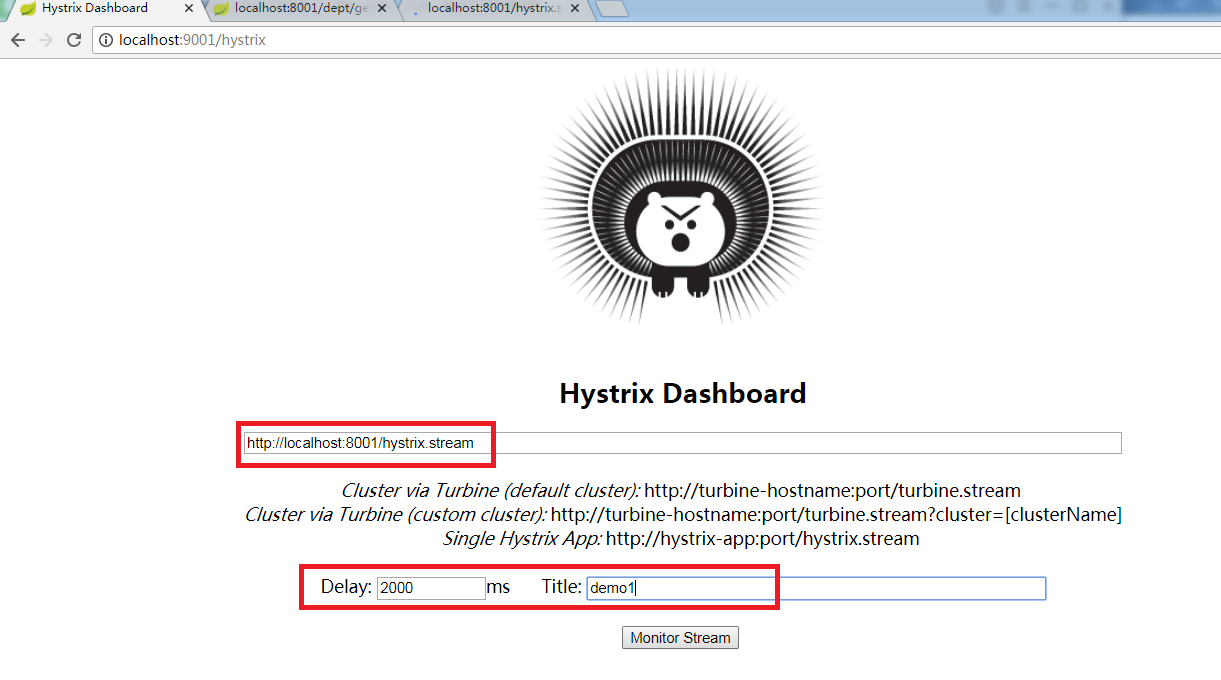 Hystrix Dashboard
localhost:8001/dept/ge
localhost:8001/hystrix.s
localhost:9001/hystrix
Hystrix Dashboard
http://localhost:8001/hystrix.stream
Cluster via Turbine (default cluster): http://turbine-hostname:port/turbine.stream
Cluster via Turbine (custom cluster): http://turbine-hostname:port/turbine.stream?cluster=[clusterName]
Single Hystrix App: http://hystrix-app:port/hystrix.stream
Delay: 2000 ms Title: demo1
Monitor Stream